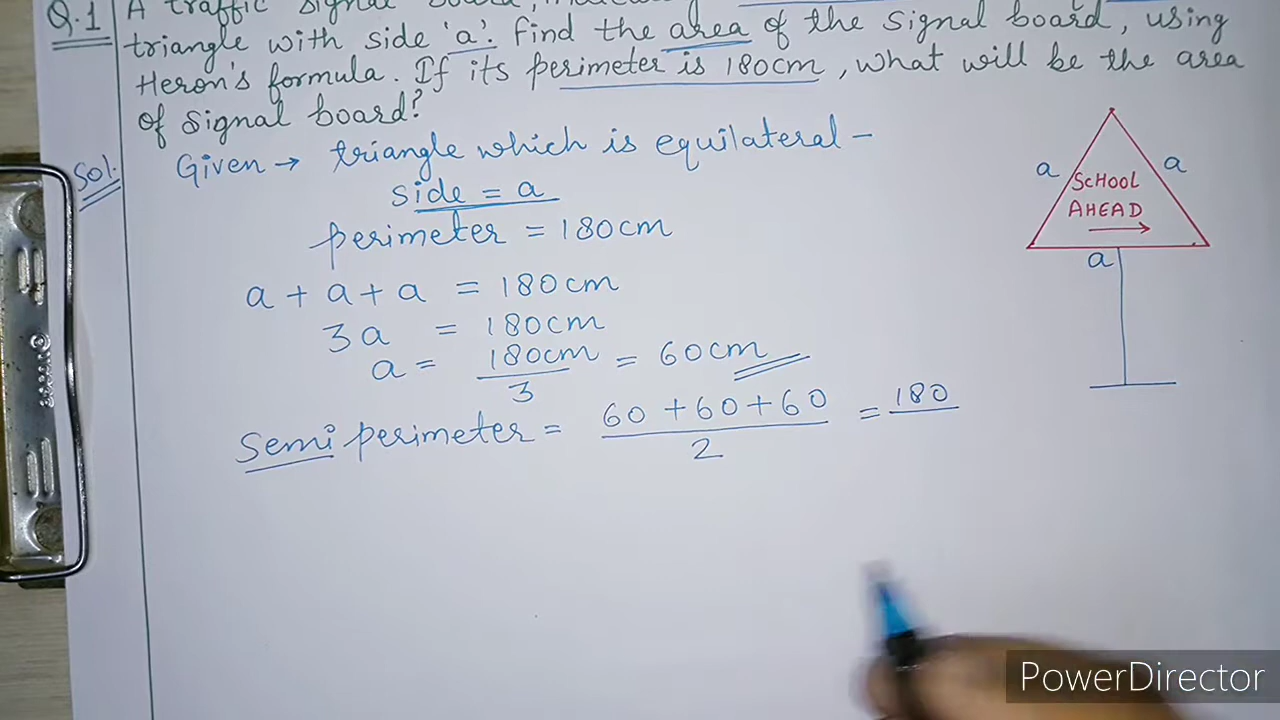 Q.1 A traffic signal board,
triangle with side 'a'. Find the area of the signal board, using
Heron's formula. If its perimeter is 180cm, what will be the area
of signal board?
Sol. Given → triangle which is equilateral -
side = a
perimeter = 180cm
a + a + a = 180cm
3a = 180cm
a = 180cm/3 = 60cm
Semi perimeter = 60+60+60/2 = 180
a a
SCHOOL
AHEAD
→
a
PowerDirector